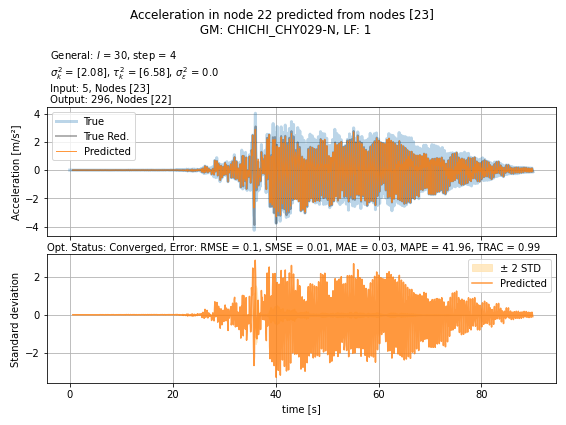 Acceleration in node 22 predicted from nodes [23]
GM: CHICHI_CHY029-N, LF: 1
General: l = 30, step = 4
σ²ₖ = [2.08], τ²ₖ = [6.58], σ²_ε = 0.0
Input: 5, Nodes [23]
Output: 296, Nodes [22]
4
2
0
−2
−4
Acceleration [m/s²]
True
True Red.
Predicted
Opt. Status: Converged, Error: RMSE = 0.1, SMSE = 0.01, MAE = 0.03, MAPE = 41.96, TRAC = 0.99
2
0
−2
Standard deviation
± 2 STD
Predicted
0 20 40 60 80
time [s]